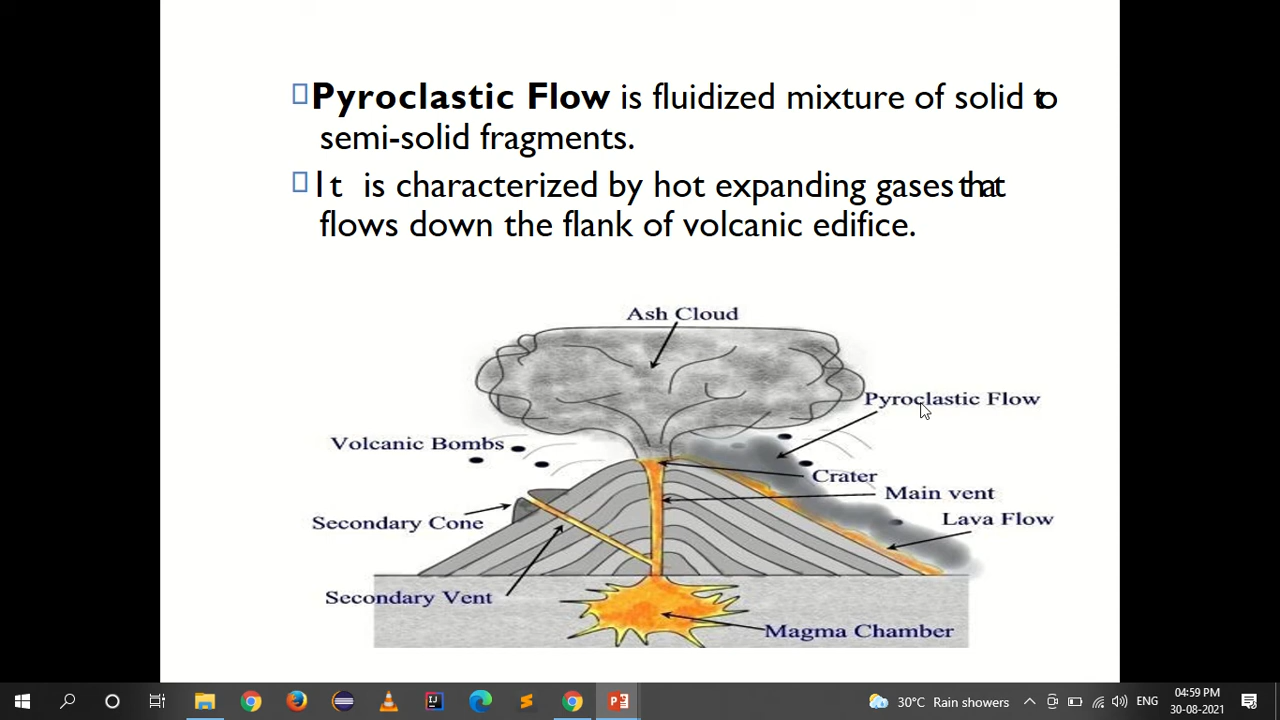 Pyroclastic Flow is fluidized mixture of solid to
semi-solid fragments.
It is characterized by hot expanding gases that
flows down the flank of volcanic edifice.
Ash Cloud
Pyroclastic Flow
Volcanic Bombs
Crater
Main vent
Secondary Cone
Lava Flow
Secondary Vent
Magma Chamber
30°C Rain showers
ENG
04:59 PM
30-08-2021